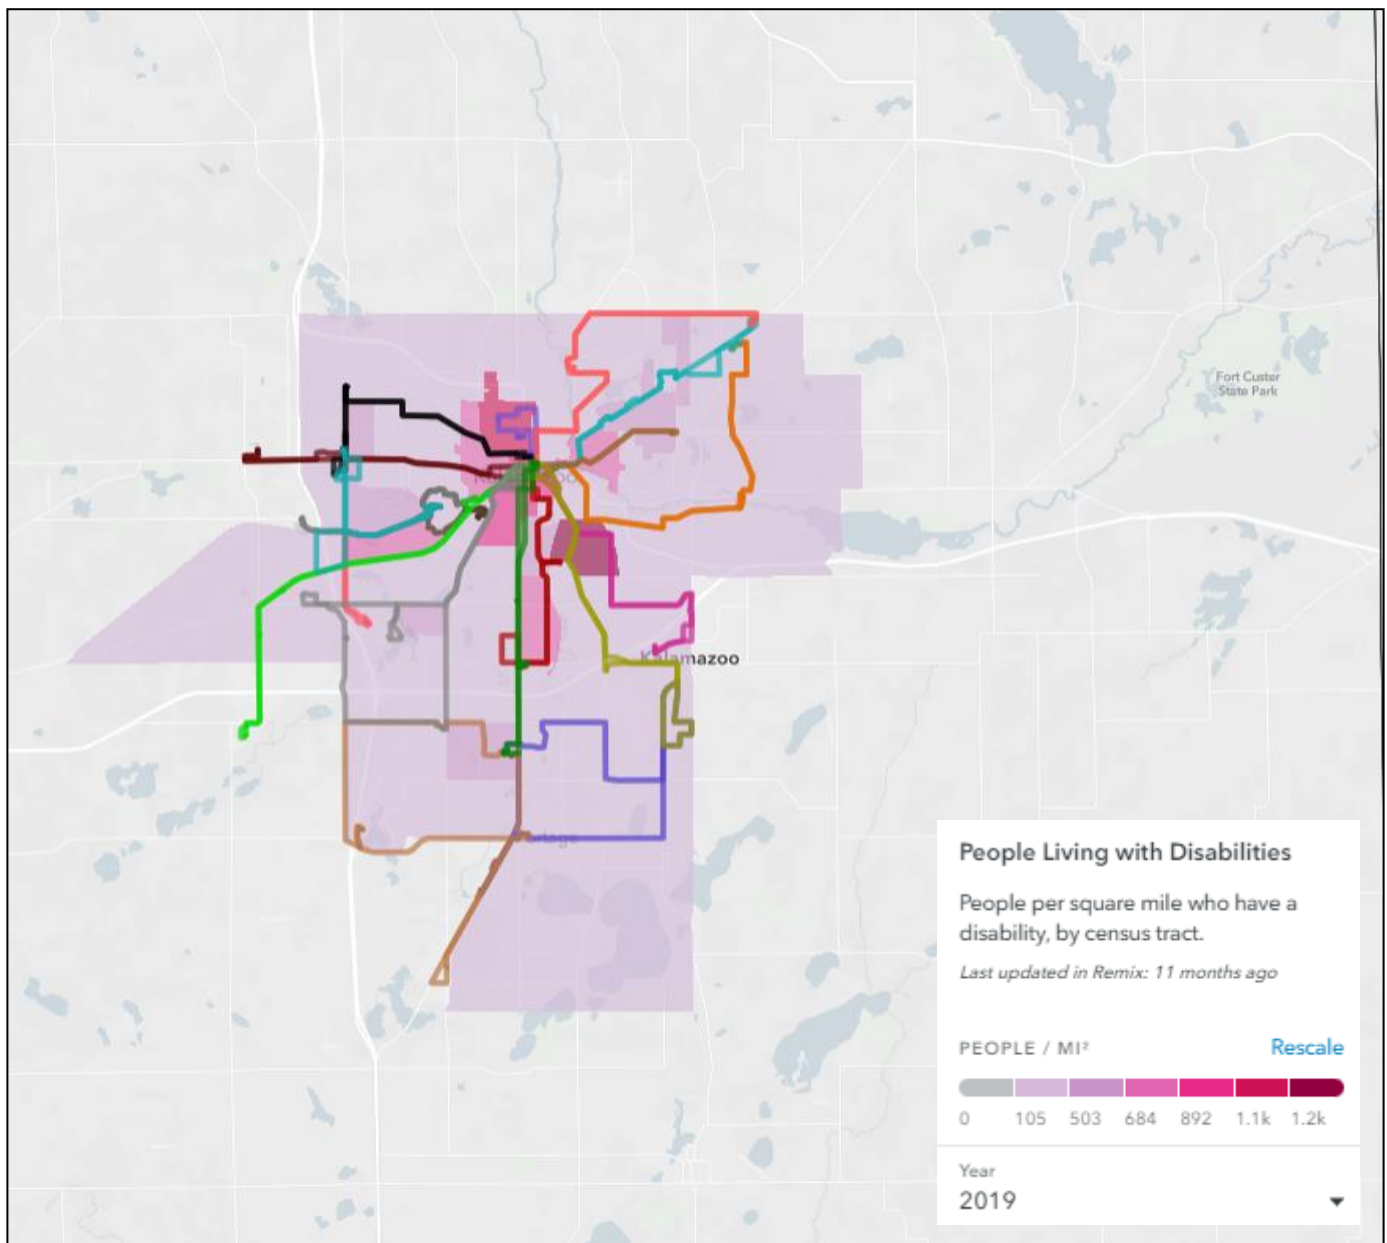 Fort Custer
State Park
Kalamazoo
Portage
People Living with Disabilities
People per square mile who have a
disability, by census tract.
Last updated in Remix: 11 months ago
PEOPLE / MI²
Rescale
0 105 503 684 892 1.1k 1.2k
Year
2019